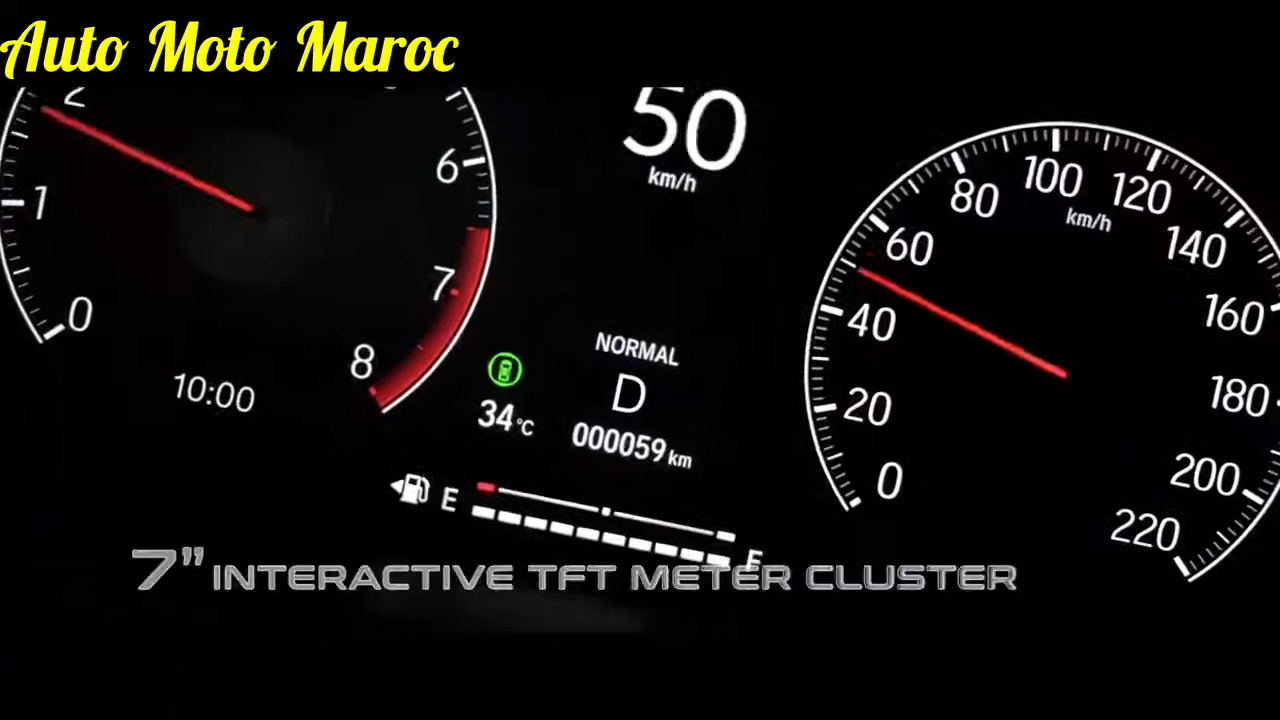 Auto Moto Maroc
2
1
0
6
7
8
10:00
50
km/h
34°C
NORMAL
D
000059 km
E
F
0
20
40
60
80
100
120
140
160
180
200
220
km/h
7" INTERACTIVE TFT METER CLUSTER